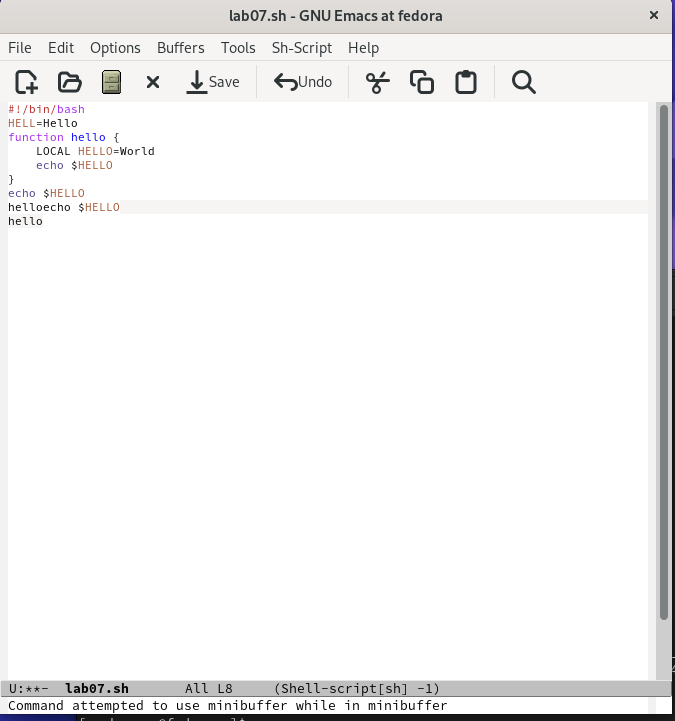 lab07.sh - GNU Emacs at fedora ×
File Edit Options Buffers Tools Sh-Script Help
Save Undo
#!/bin/bash
HELL=Hello
function hello {
    LOCAL HELLO=World
    echo $HELLO
}
echo $HELLO
helloecho $HELLO
hello
U:**-  lab07.sh       All L8     (Shell-script[sh] -1)
Command attempted to use minibuffer while in minibuffer